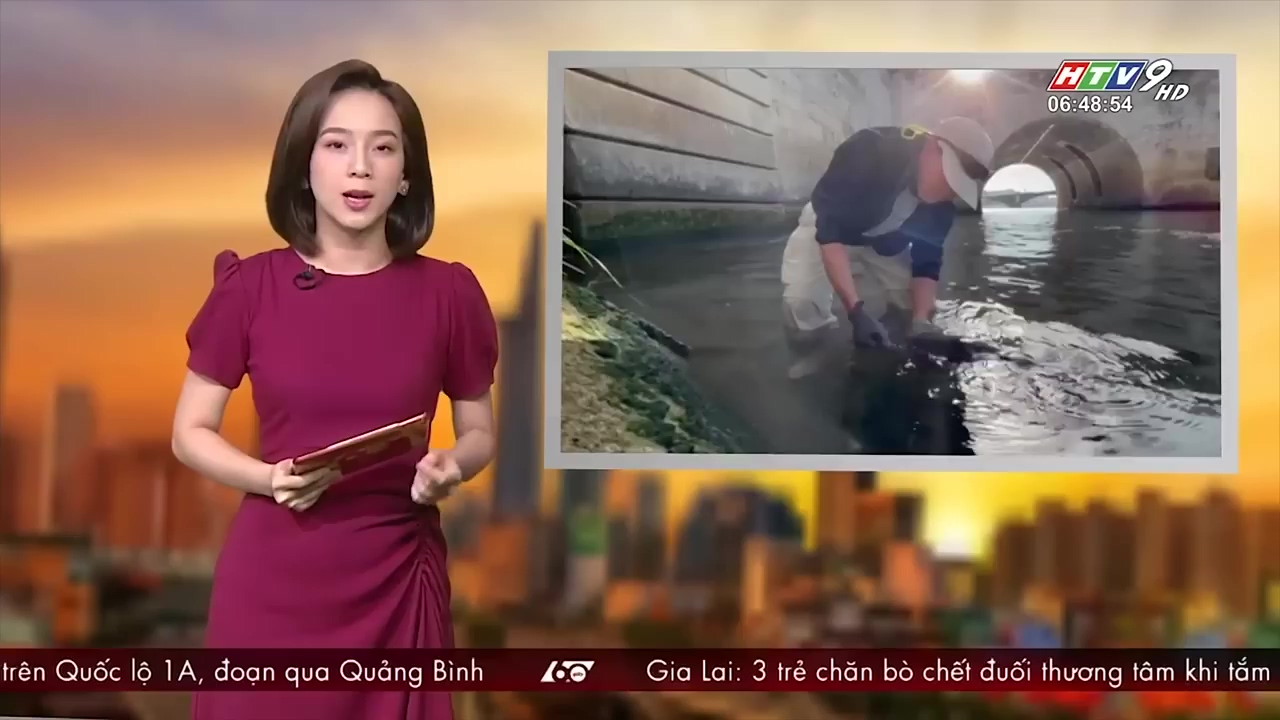 HTV9
HD
06:48:54
trên Quốc lộ 1A, đoạn qua Quảng Bình
60
Gia Lai: 3 trẻ chăn bò chết đuối thương tâm khi tắm